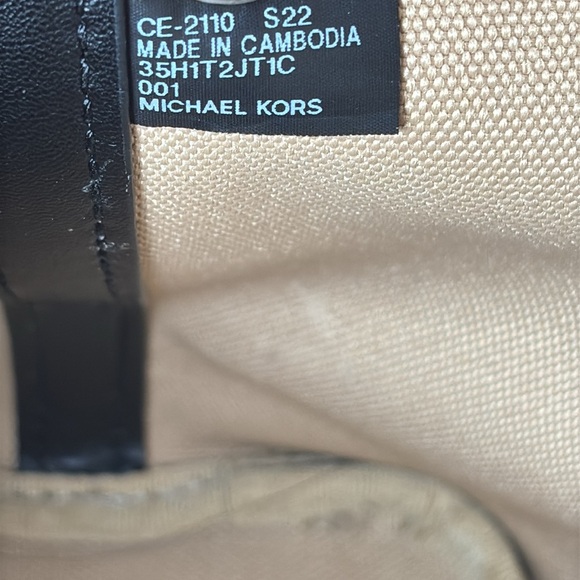 CE-2110 S22
MADE IN CAMBODIA
35H1T2JT1C
001
MICHAEL KORS